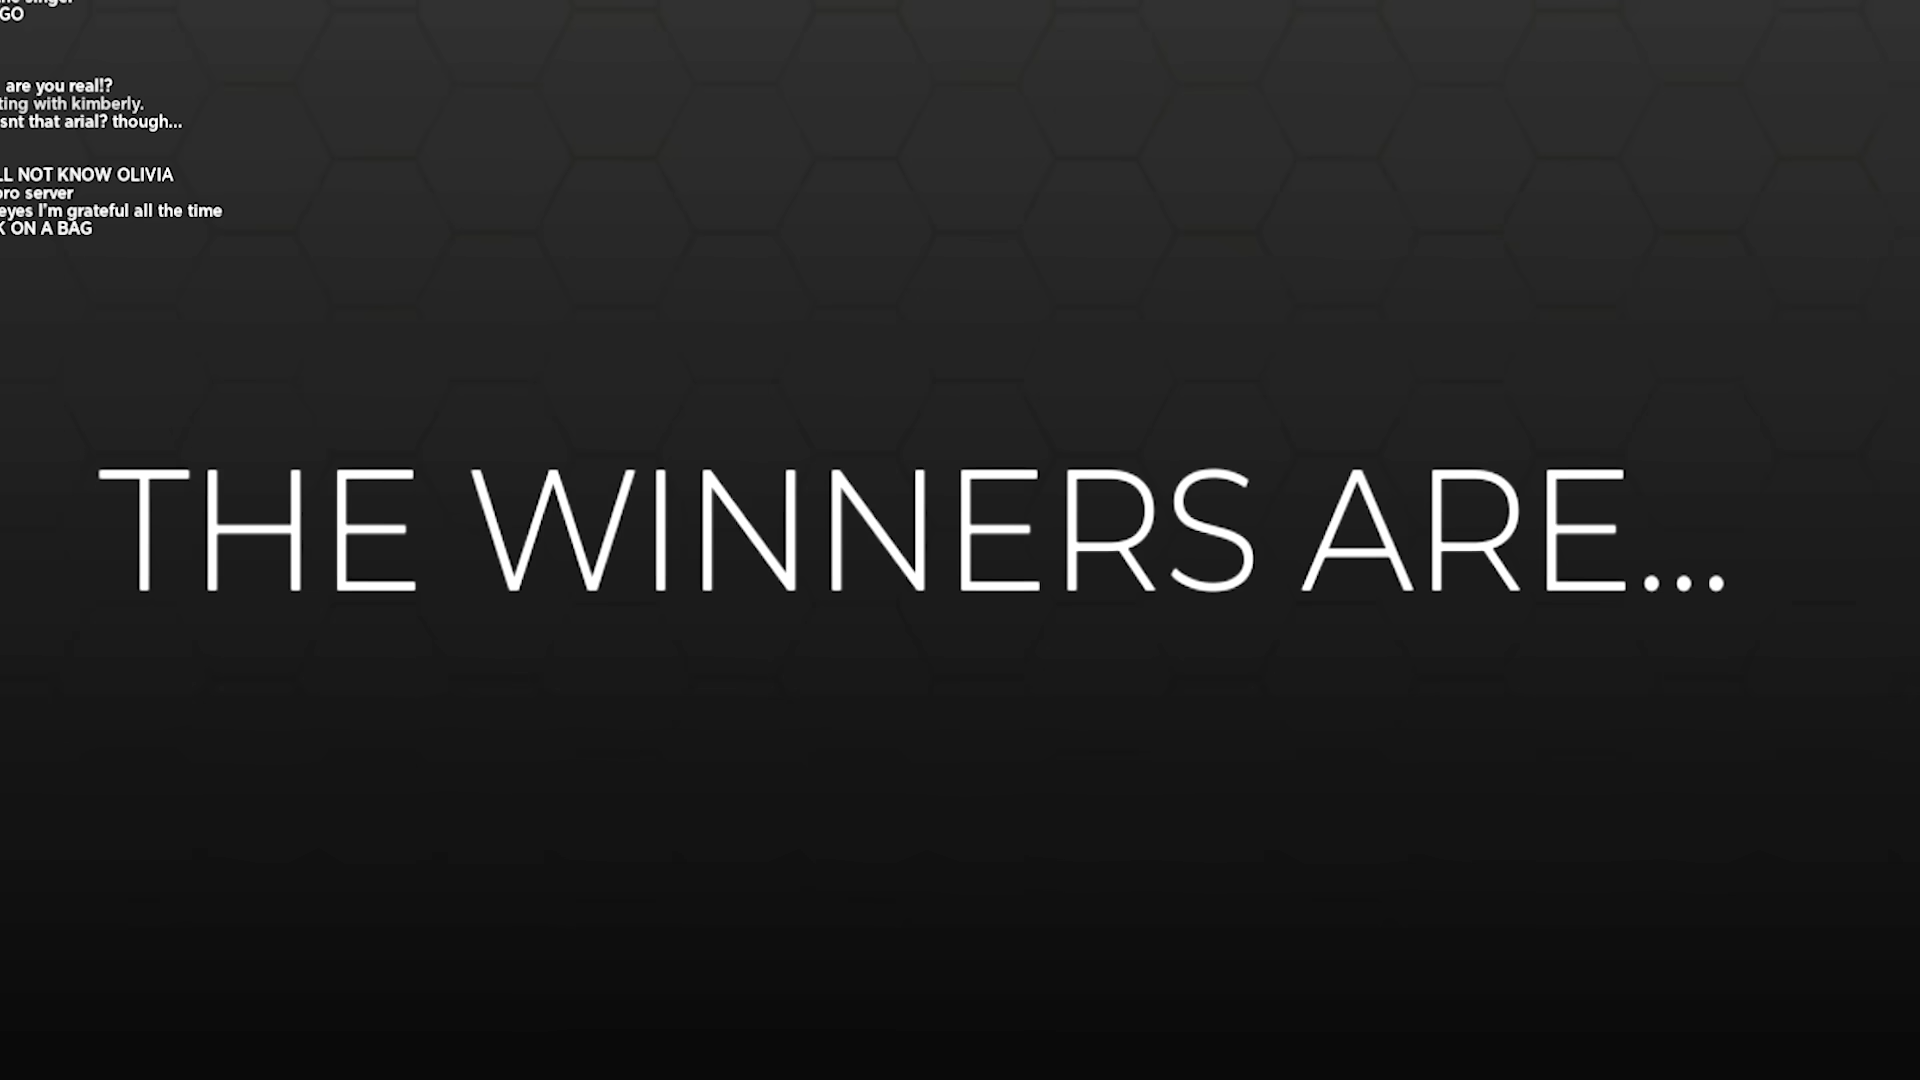 GO
are you real!?
ting with kimberly.
snt that arial? though...
LL NOT KNOW OLIVIA
pro server
eyes I'm grateful all the time
K ON A BAG
THE WINNERS ARE...